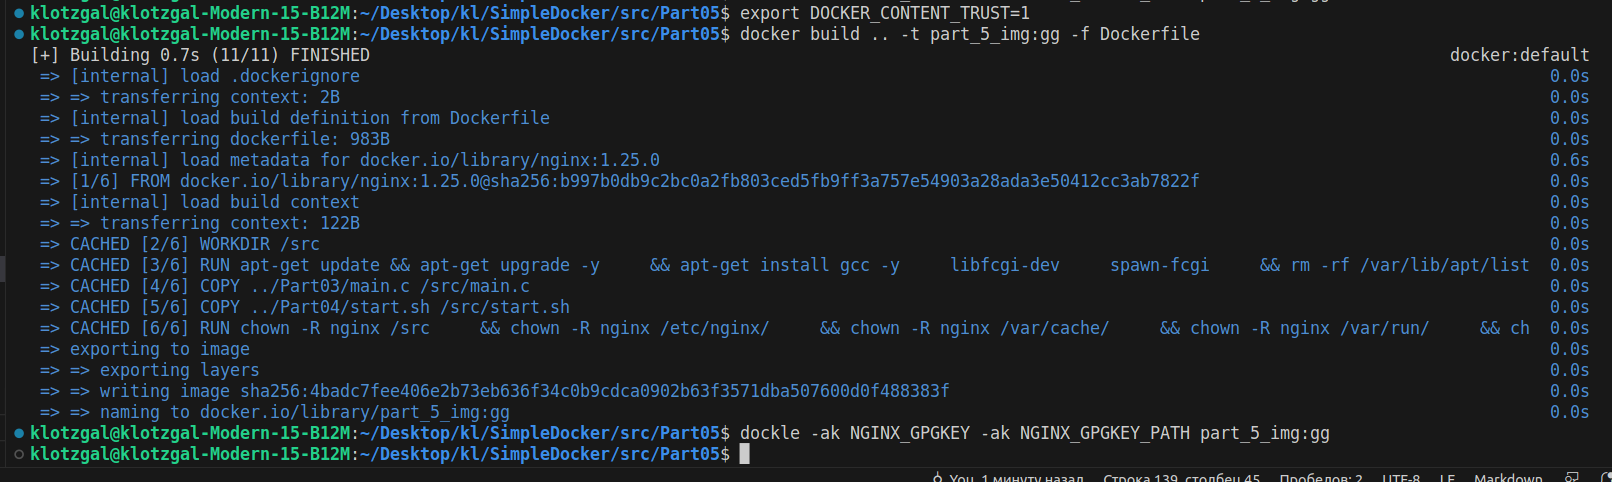 klotzgal@klotzgal-Modern-15-B12M:~/Desktop/kl/SimpleDocker/src/Part05$ export DOCKER_CONTENT_TRUST=1
klotzgal@klotzgal-Modern-15-B12M:~/Desktop/kl/SimpleDocker/src/Part05$ docker build .. -t part_5_img:gg -f Dockerfile
[+] Building 0.7s (11/11) FINISHED docker:default
=> [internal] load .dockerignore 0.0s
=> => transferring context: 2B 0.0s
=> [internal] load build definition from Dockerfile 0.0s
=> => transferring dockerfile: 983B 0.0s
=> [internal] load metadata for docker.io/library/nginx:1.25.0 0.6s
=> [1/6] FROM docker.io/library/nginx:1.25.0@sha256:b997b0db9c2bc0a2fb803ced5fb9ff3a757e54903a28ada3e50412cc3ab7822f 0.0s
=> [internal] load build context 0.0s
=> => transferring context: 122B 0.0s
=> CACHED [2/6] WORKDIR /src 0.0s
=> CACHED [3/6] RUN apt-get update && apt-get upgrade -y && apt-get install gcc -y libfcgi-dev spawn-fcgi && rm -rf /var/lib/apt/list 0.0s
=> CACHED [4/6] COPY ../Part03/main.c /src/main.c 0.0s
=> CACHED [5/6] COPY ../Part04/start.sh /src/start.sh 0.0s
=> CACHED [6/6] RUN chown -R nginx /src && chown -R nginx /etc/nginx/ && chown -R nginx /var/cache/ && chown -R nginx /var/run/ && ch 0.0s
=> exporting to image 0.0s
=> => exporting layers 0.0s
=> => writing image sha256:4badc7fee406e2b73eb636f34c0b9cdca0902b63f3571dba507600d0f488383f 0.0s
=> => naming to docker.io/library/part_5_img:gg 0.0s
klotzgal@klotzgal-Modern-15-B12M:~/Desktop/kl/SimpleDocker/src/Part05$ dockle -ak NGINX_GPGKEY -ak NGINX_GPGKEY_PATH part_5_img:gg
klotzgal@klotzgal-Modern-15-B12M:~/Desktop/kl/SimpleDocker/src/Part05$
You, 1 минуту назад Строка 139, столбец 45 Пробелов: 2 UTF-8 LF Markdown